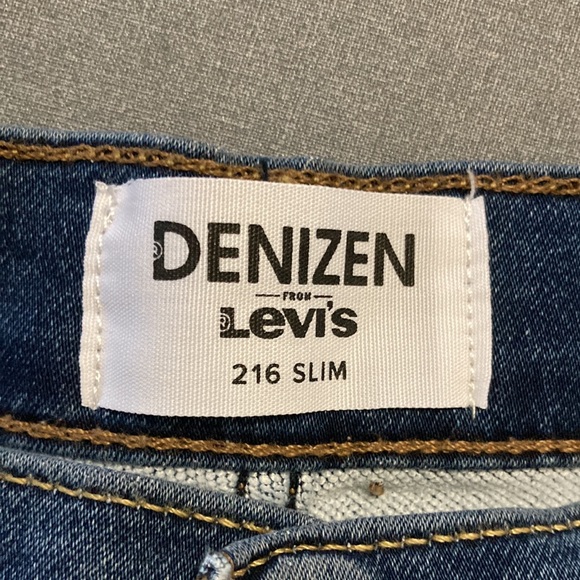 ®DENIZEN
FROM
®Levi's
216 SLIM